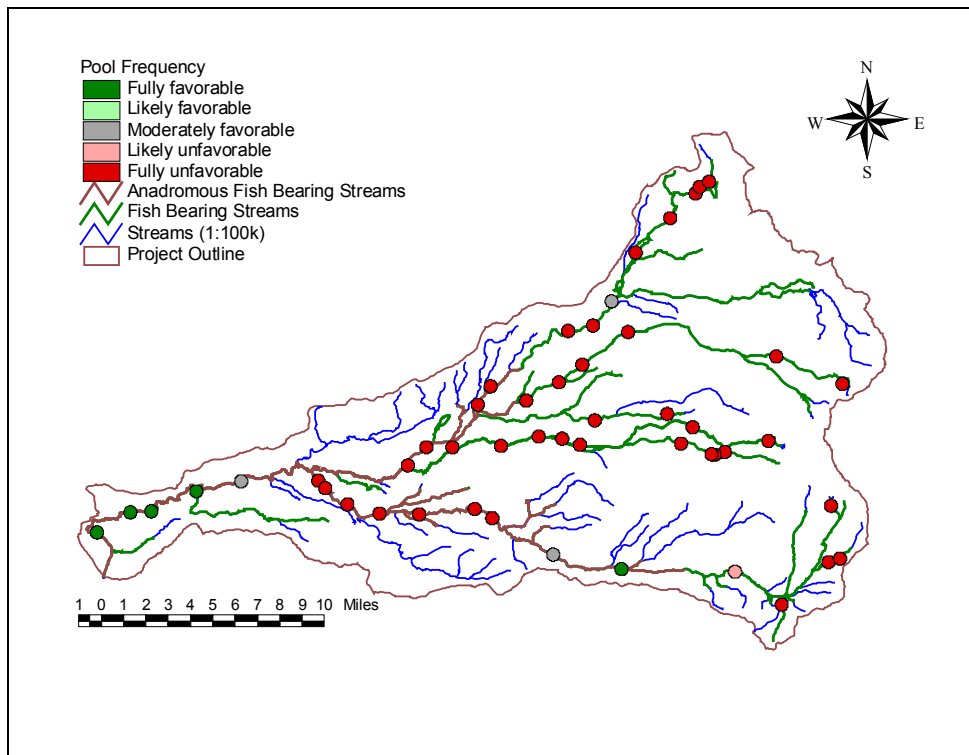 Pool Frequency
Fully favorable
Likely favorable
Moderately favorable
Likely unfavorable
Fully unfavorable
Anadromous Fish Bearing Streams
Fish Bearing Streams
Streams (1:100k)
Project Outline
N
W E
S
1 0 1 2 3 4 5 6 7 8 9 10 Miles